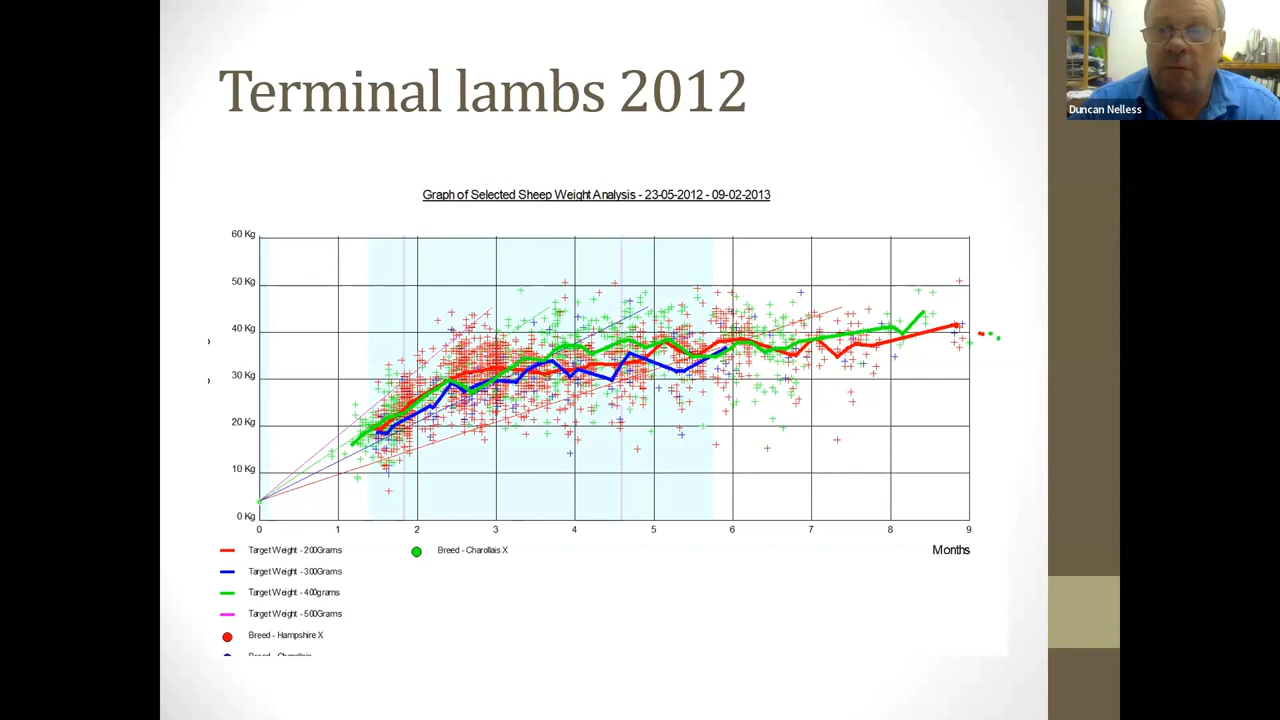 Terminal lambs 2012
Duncan Nelless
Graph of Selected Sheep Weight Analysis - 23-05-2012 - 09-02-2013
60 Kg
50 Kg
40 Kg
30 Kg
20 Kg
10 Kg
0 Kg
0 1 2 3 4 5 6 7 8 9
Months
Target Weight - 200Grams
Target Weight - 300Grams
Target Weight - 400grams
Target Weight - 500Grams
Breed - Hampshire X
Breed - Charollais
Breed - Charollais X